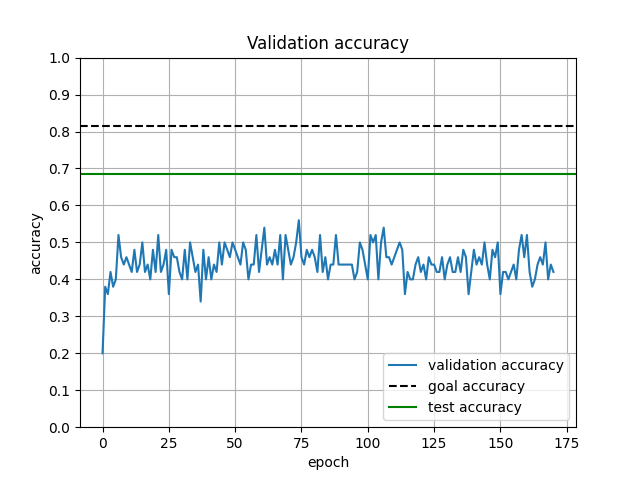 Validation accuracy
1.0
0.9
0.8
0.7
0.6
0.5
0.4
0.3
0.2
0.1
0.0
accuracy
validation accuracy
goal accuracy
test accuracy
0 25 50 75 100 125 150 175
epoch